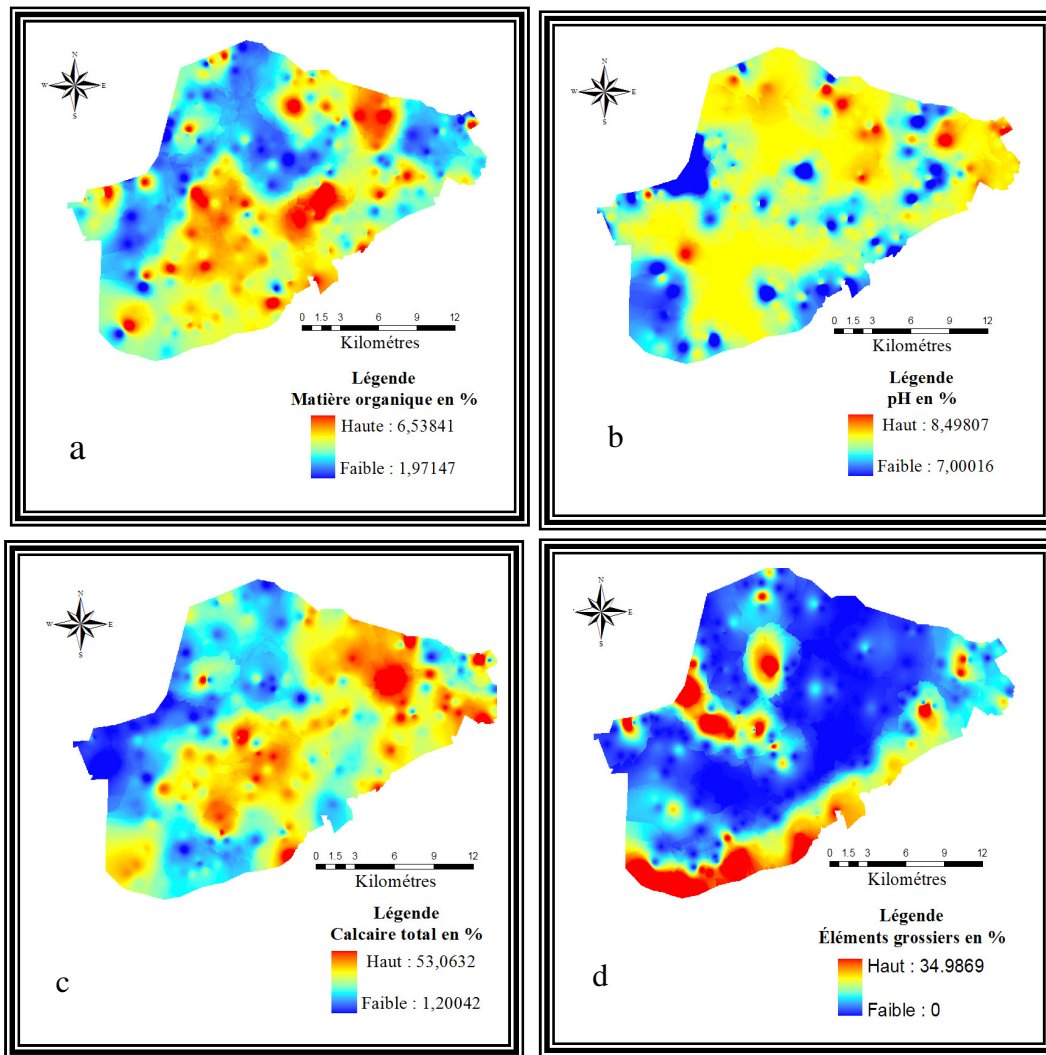 N
W E
S
0 1.5 3 6 9 12
Kilométres
Légende
Matière organique en %
Haute : 6,53841
Faible : 1,97147
a
N
W E
S
0 1.5 3 6 9 12
Kilométres
Légende
pH en %
Haut : 8,49807
Faible : 7,00016
b
N
W E
S
0 1.5 3 6 9 12
Kilométres
Légende
Calcaire total en %
Haut : 53,0632
Faible : 1,20042
c
N
E
S
0 1.5 3 6 9 12
Kilométres
Légende
Éléments grossiers en %
Haut : 34.9869
Faible : 0
d